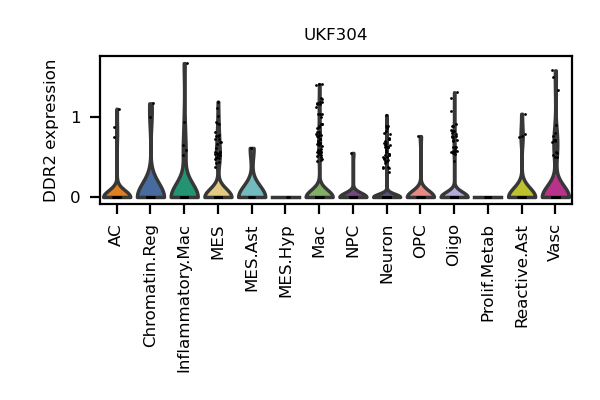 UKF304
DDR2 expression
1
0
AC
Chromatin.Reg
Inflammatory.Mac
MES
MES.Ast
MES.Hyp
Mac
NPC
Neuron
OPC
Oligo
Prolif.Metab
Reactive.Ast
Vasc